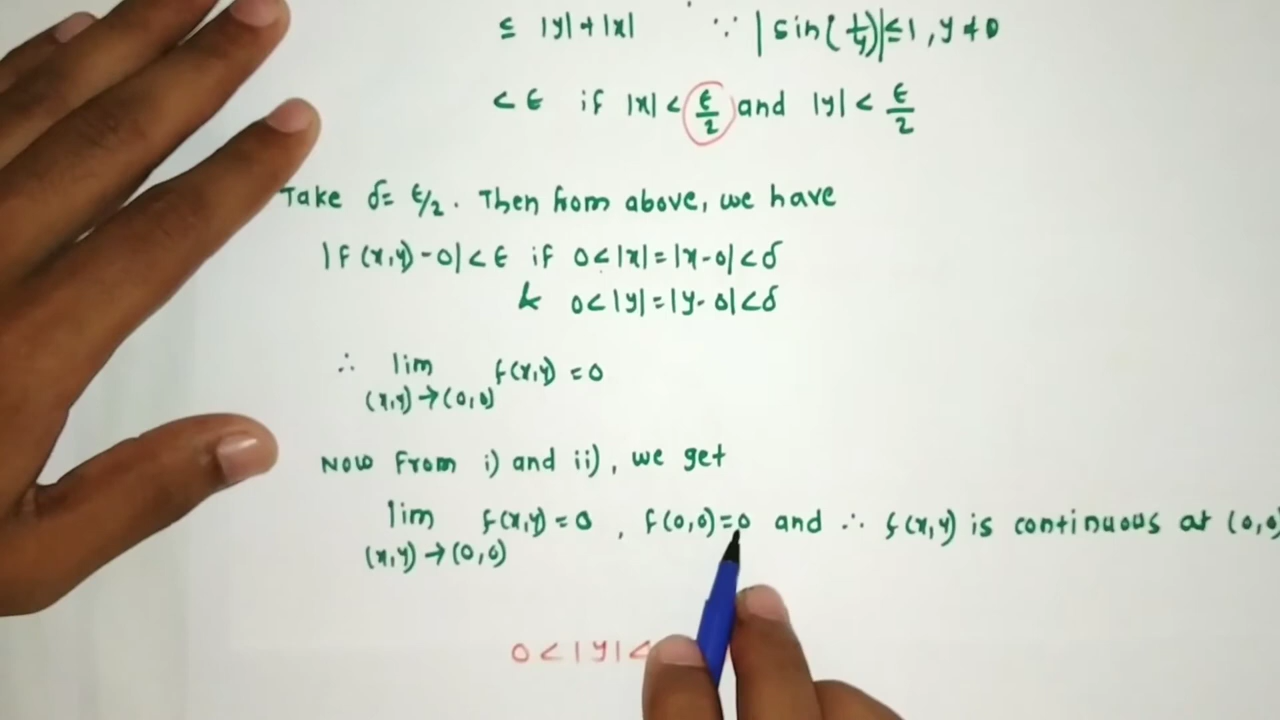 ≤ |y|+|x| ∵ |sin(1/y)|≤1, y≠0
< ε if |x| < ε/2 and |y| < ε/2
Take δ= ε/2. Then from above, we have
|f(x,y)-0|<ε if 0<|x|=|x-0|<δ
& 0<|y|=|y-0|<δ
∴ lim f(x,y) =0
(x,y)→(0,0)
Now from i) and ii), we get
lim f(x,y)=0 , f(0,0)=0 and ∴ f(x,y) is continuous at (0,0)
(x,y)→(0,0)
0<|y|<